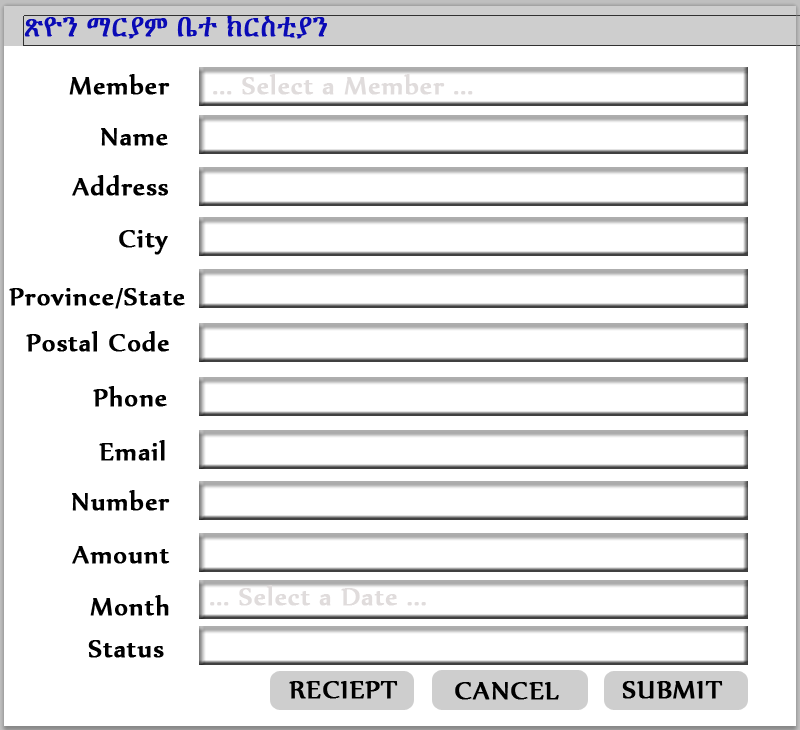 ጽዮን ማርያም ቤተ ክርስቲያን
Member ... Select a Member ...
Name
Address
City
Province/State
Postal Code
Phone
Email
Number
Amount
Month ... Select a Date ...
Status
RECIEPT CANCEL SUBMIT